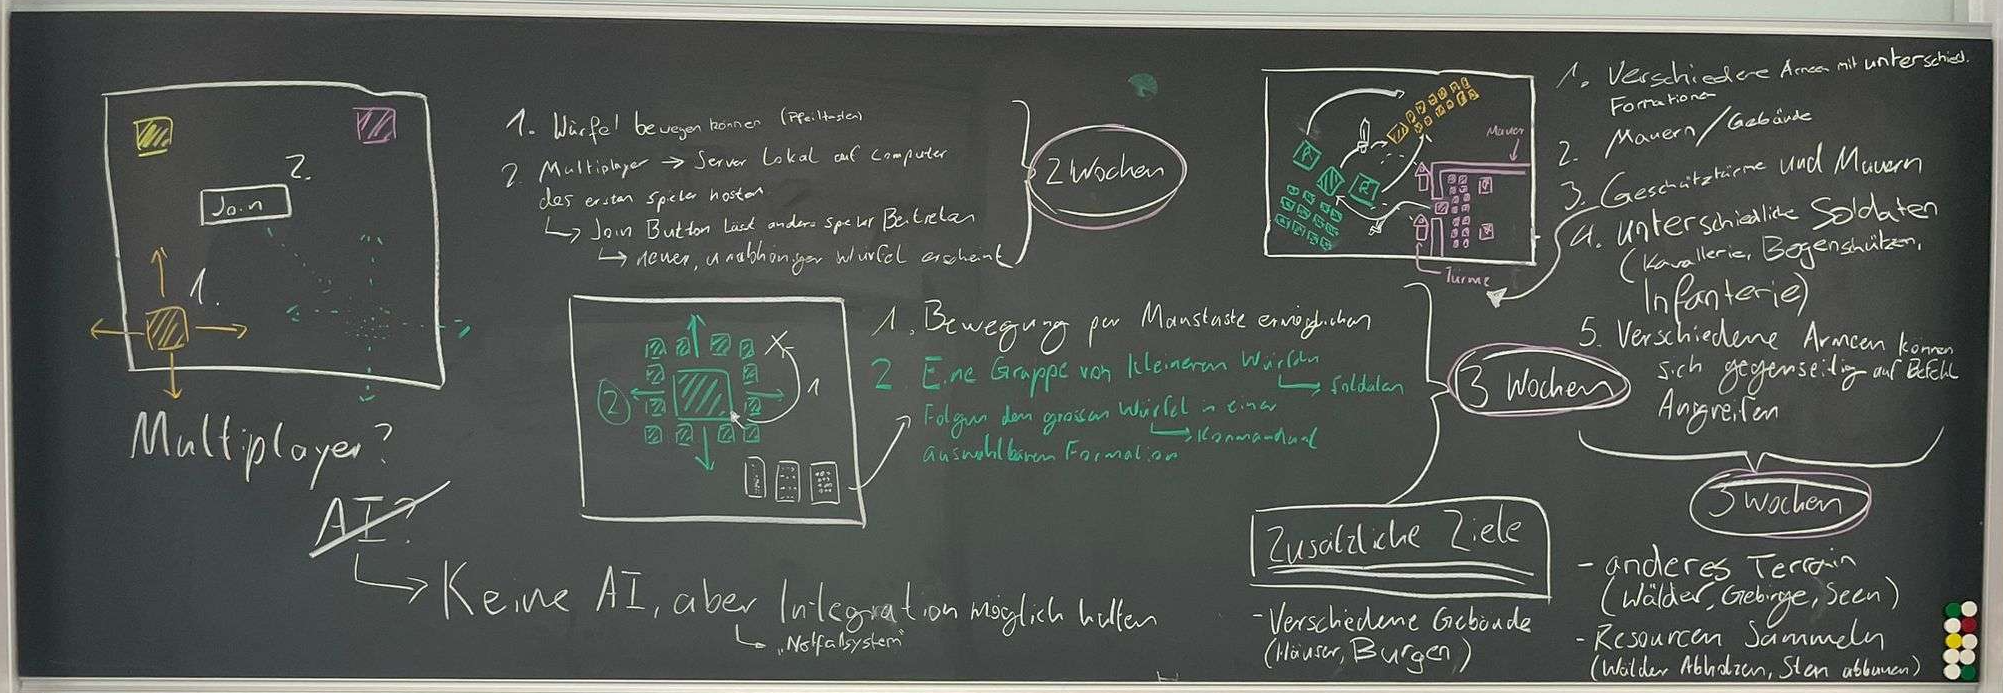 2.
Join
1.
Multiplayer?
AI?
Keine AI, aber Integration möglich halten
"Notfallsystem"
1. Würfel bewegen können (Pfeiltasten)
2. Multiplayer → Server Lokal auf Computer
des ersten Spieler hosten
Join Button lässt andere Spieler Beitreten
neuer, unabhäniger Würfel erscheint
2 Wochen
1
2
1. Bewegung per Maustaste ermöglichen
2. Eine Gruppe von kleineren Würfeln
Soldaten
Folgen dem grossen Würfel in einer
Kommandant
auswählbaren Formation
3 Wochen
Mauer
Türme
1. Verschiedene Armeen mit unterschied.
Formationen
2. Mauern/Gebäude
3. Geschütztürme und Mauern
4. unterschiedliche Soldaten
(Kavallerie, Bogenschützen,
Infanterie)
5. Verschiedene Armeen können
sich gegenseitig auf Befehl
Angreifen
3 Wochen
Zusätzliche Ziele
- Verschiedene Gebäude
(Häuser, Burgen)
- anderes Terrain
(Wälder, Gebirge, Seen)
- Resourcen Sammeln
(Wälder Abholzen, Stein abbauen)